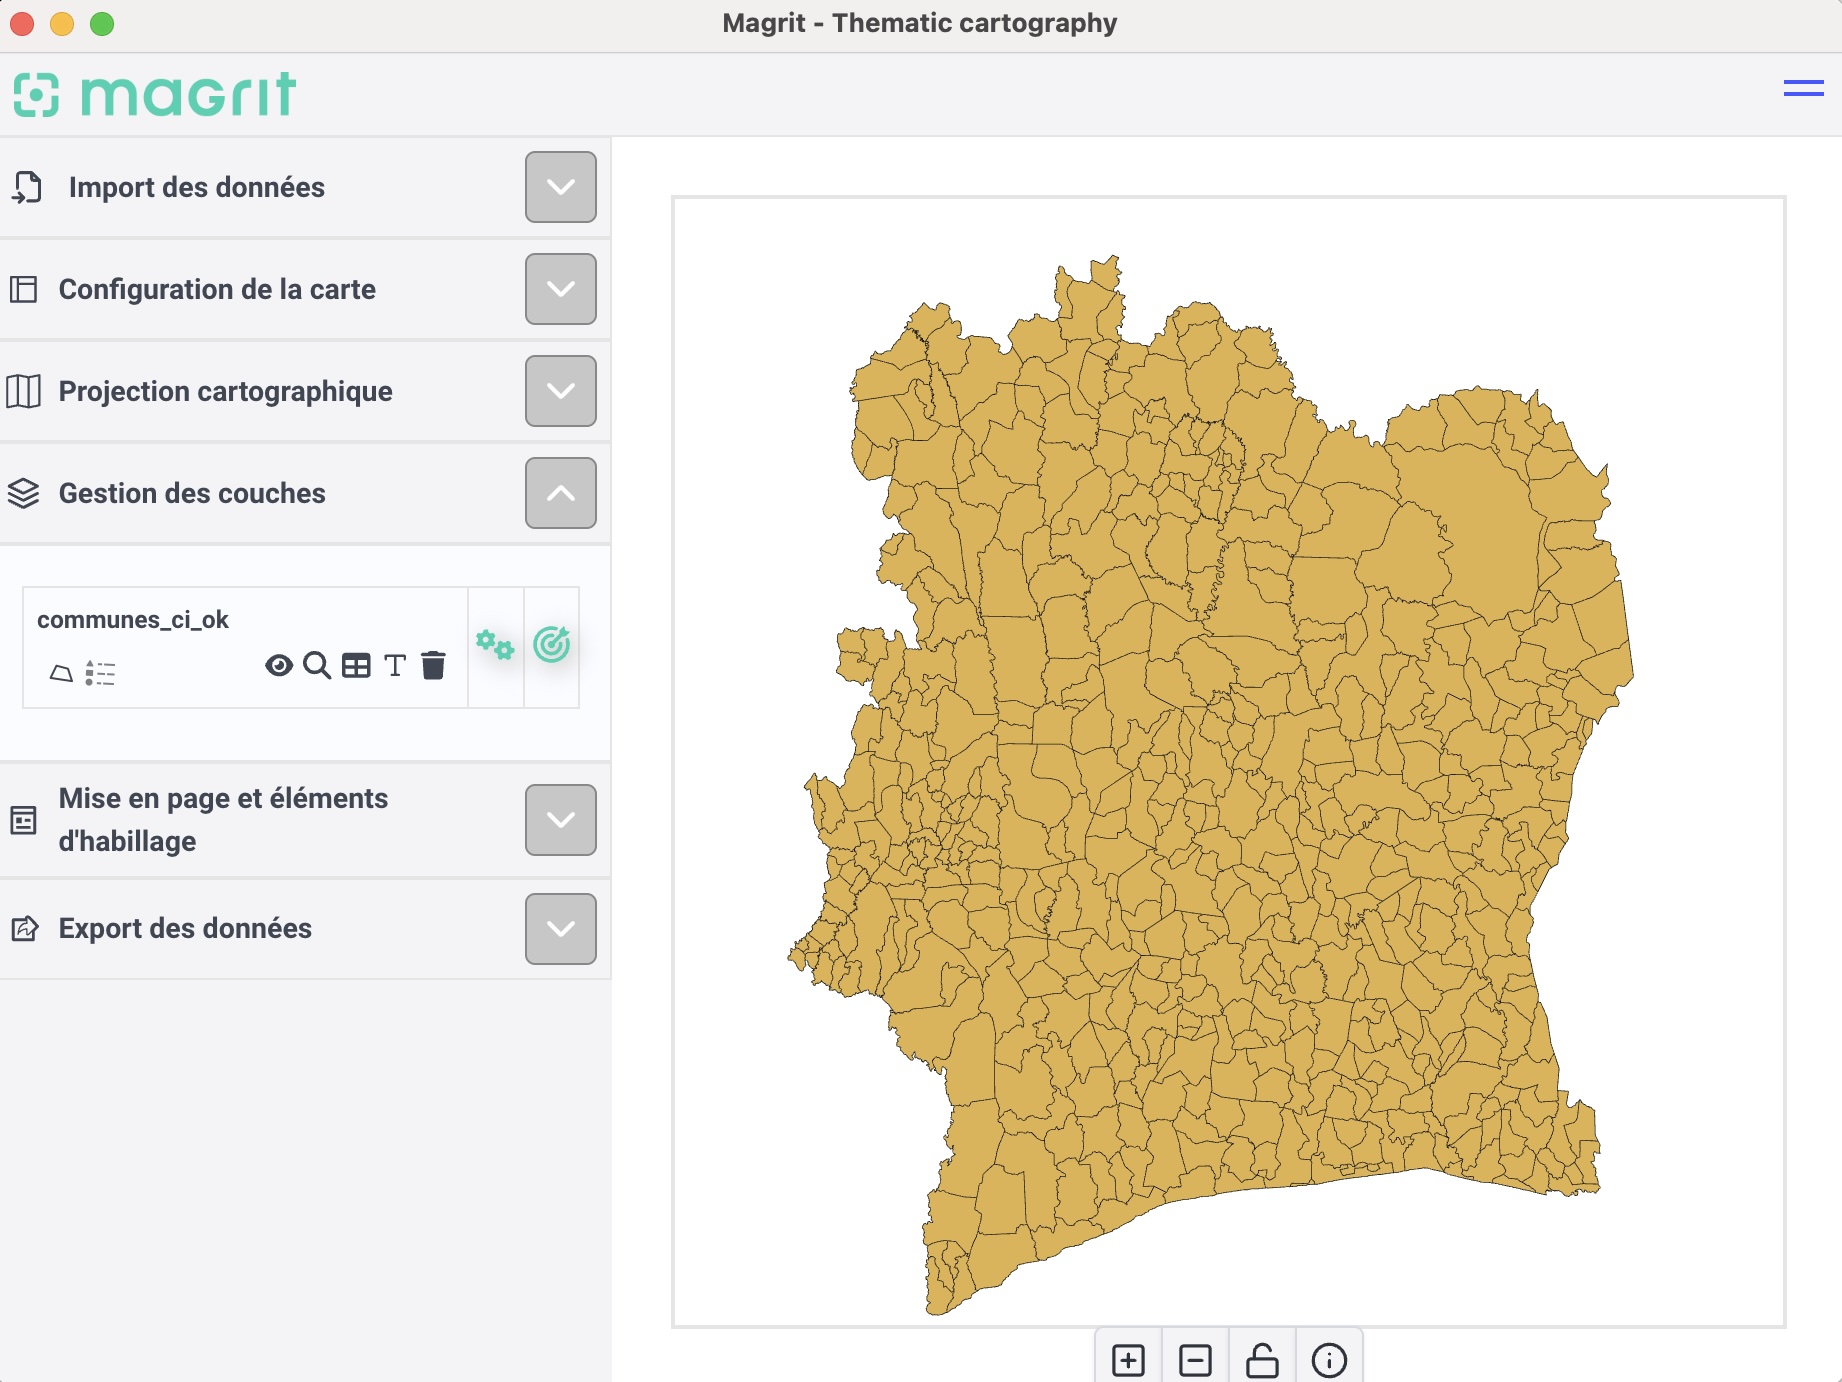 Magrit - Thematic cartography
magrit
Import des données
Configuration de la carte
Projection cartographique
Gestion des couches
communes_ci_ok
T
Mise en page et éléments
d'habillage
Export des données